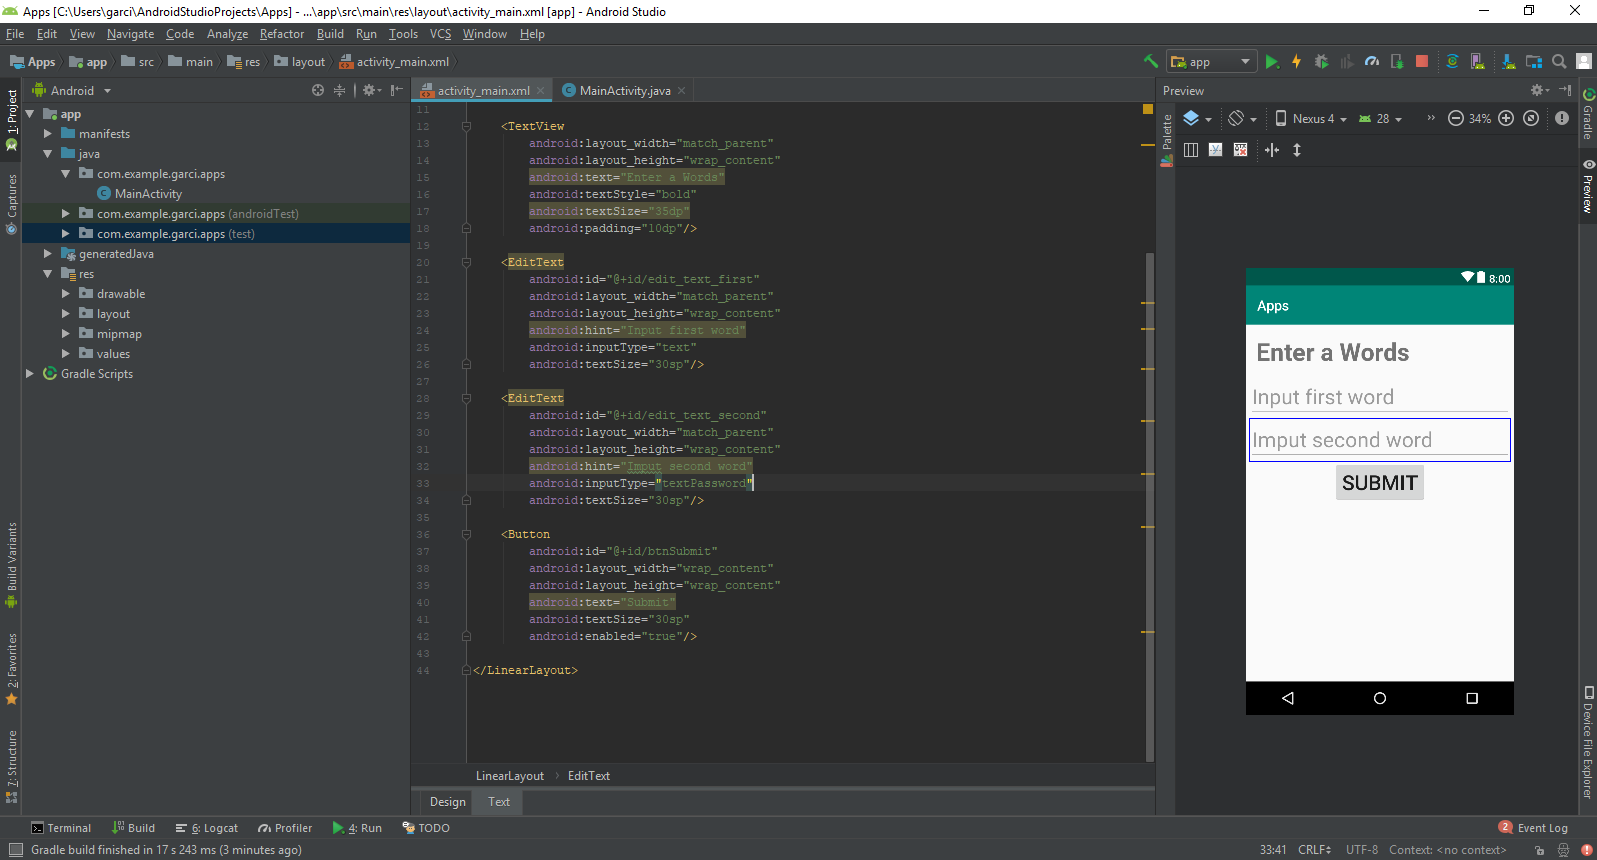 Apps [C:\Users\garci\AndroidStudioProjects\Apps] - ...\app\src\main\res\layout\activity_main.xml [app] - Android Studio
File Edit View Navigate Code Analyze Refactor Build Run Tools VCS Window Help
Apps app src main res layout activity_main.xml app
1: Project
Captures
Build Variants
2: Favorites
7: Structure
Android
app
manifests
java
com.example.garci.apps
MainActivity
com.example.garci.apps (androidTest)
com.example.garci.apps (test)
generatedJava
res
drawable
layout
mipmap
values
Gradle Scripts
activity_main.xml MainActivity.java
11
12 <TextView
13 android:layout_width="match_parent"
14 android:layout_height="wrap_content"
15 android:text="Enter a Words"
16 android:textStyle="bold"
17 android:textSize="35dp"
18 android:padding="10dp"/>
19
20 <EditText
21 android:id="@+id/edit_text_first"
22 android:layout_width="match_parent"
23 android:layout_height="wrap_content"
24 android:hint="Input first word"
25 android:inputType="text"
26 android:textSize="30sp"/>
27
28 <EditText
29 android:id="@+id/edit_text_second"
30 android:layout_width="match_parent"
31 android:layout_height="wrap_content"
32 android:hint="Imput second word"
33 android:inputType="textPassword"
34 android:textSize="30sp"/>
35
36 <Button
37 android:id="@+id/btnSubmit"
38 android:layout_width="wrap_content"
39 android:layout_height="wrap_content"
40 android:text="Submit"
41 android:textSize="30sp"
42 android:enabled="true"/>
43
44 </LinearLayout>
LinearLayout EditText
Design Text
Preview
Palette
Nexus 4 28 34%
8:00
Apps
Enter a Words
Input first word
Imput second word
SUBMIT
Gradle
Preview
Device File Explorer
Terminal Build 6: Logcat Profiler 4: Run TODO 2 Event Log
Gradle build finished in 17 s 243 ms (3 minutes ago) 33:41 CRLF UTF-8 Context: <no context>